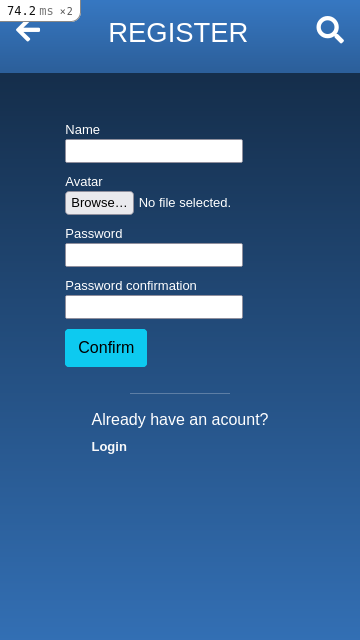 74.2 ms ×2
REGISTER
Name
Avatar
Browse… No file selected.
Password
Password confirmation
Confirm
Already have an acount?
Login